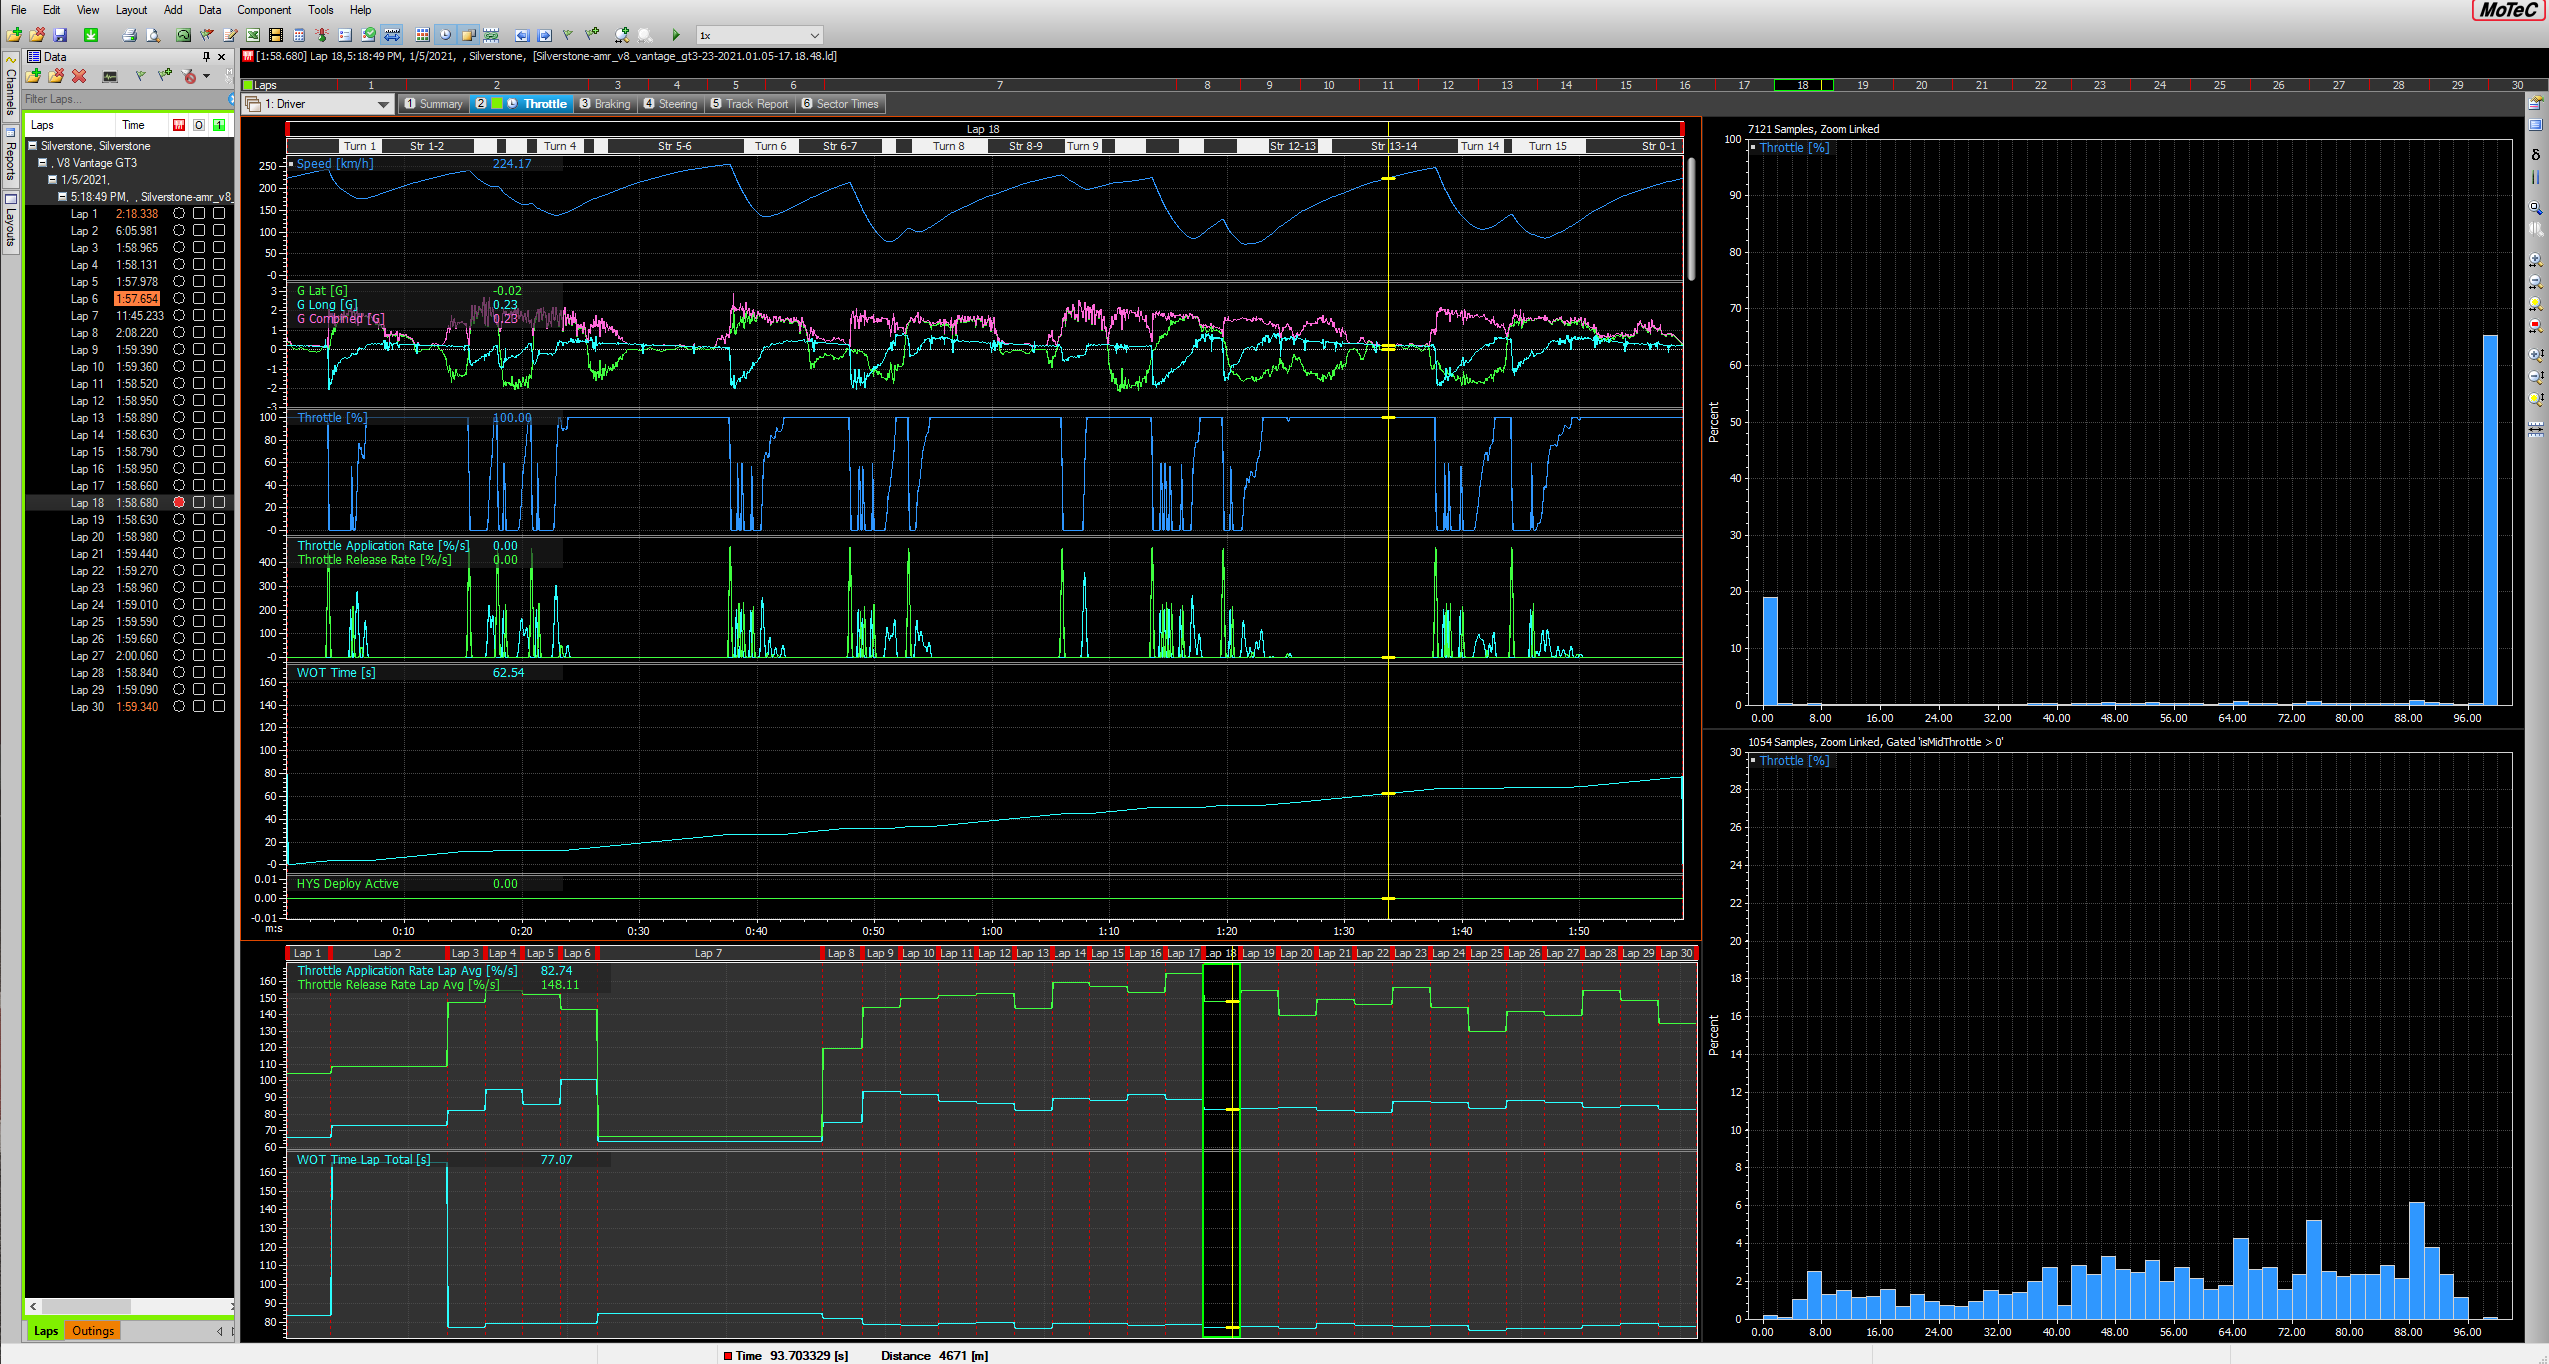 File Edit View Layout Add Data Component Tools Help
MoTeC
1x
Data
[1:58.680] Lap 18,5:18:49 PM, 1/5/2021, , Silverstone, [Silverstone-amr_v8_vantage_gt3-23-2021.01.05-17.18.48.ld]
Laps 1 2 3 4 5 6 7 8 9 10 11 12 13 14 15 16 17 18 19 20 21 22 23 24 25 26 27 28 29 30
1: Driver 1 Summary 2 Throttle 3 Braking 4 Steering 5 Track Report 6 Sector Times
Channels
Reports
Layouts
Filter Laps...
Laps Time O 1
Silverstone, Silverstone
, V8 Vantage GT3
1/5/2021,
5:18:49 PM, , Silverstone-amr_v8_
Lap 1 2:18.338
Lap 2 6:05.981
Lap 3 1:58.965
Lap 4 1:58.131
Lap 5 1:57.978
Lap 6 1:57.654
Lap 7 11:45.233
Lap 8 2:08.220
Lap 9 1:59.390
Lap 10 1:59.360
Lap 11 1:58.520
Lap 12 1:58.950
Lap 13 1:58.890
Lap 14 1:58.630
Lap 15 1:58.790
Lap 16 1:58.950
Lap 17 1:58.660
Lap 18 1:58.680
Lap 19 1:58.630
Lap 20 1:58.980
Lap 21 1:59.440
Lap 22 1:59.270
Lap 23 1:58.960
Lap 24 1:59.010
Lap 25 1:59.590
Lap 26 1:59.660
Lap 27 2:00.060
Lap 28 1:58.840
Lap 29 1:59.090
Lap 30 1:59.340
Laps Outings
Lap 18
Turn 1 Str 1-2 Turn 4 Str 5-6 Turn 6 Str 6-7 Turn 8 Str 8-9 Turn 9 Str 12-13 Str 13-14 Turn 14 Turn 15 Str 0-1
Speed [km/h] 224.17
250
200
150
100
50
-0
G Lat [G] -0.02
G Long [G] 0.23
G Combined [G] 0.23
3
2
1
0
-1
-2
-3
Throttle [%] 100.00
100
80
60
40
20
-0
Throttle Application Rate [%/s] 0.00
Throttle Release Rate [%/s] 0.00
400
300
200
100
-0
WOT Time [s] 62.54
160
140
120
100
80
60
40
20
-0
HYS Deploy Active 0.00
0.01
0.00
-0.01
m:s 0:10 0:20 0:30 0:40 0:50 1:00 1:10 1:20 1:30 1:40 1:50
Lap 1 Lap 2 Lap 3 Lap 4 Lap 5 Lap 6 Lap 7 Lap 8 Lap 9 Lap 10 Lap 11 Lap 12 Lap 13 Lap 14 Lap 15 Lap 16 Lap 17 Lap 18 Lap 19 Lap 20 Lap 21 Lap 22 Lap 23 Lap 24 Lap 25 Lap 26 Lap 27 Lap 28 Lap 29 Lap 30
Throttle Application Rate Lap Avg [%/s] 82.74
Throttle Release Rate Lap Avg [%/s] 148.11
160
150
140
130
120
110
100
90
80
70
60
WOT Time Lap Total [s] 77.07
160
150
140
130
120
110
100
90
80
7121 Samples, Zoom Linked
Throttle [%]
100
90
80
70
60
50
40
30
20
10
0
Percent
0.00 8.00 16.00 24.00 32.00 40.00 48.00 56.00 64.00 72.00 80.00 88.00 96.00
1054 Samples, Zoom Linked, Gated 'isMidThrottle > 0'
Throttle [%]
30
28
26
24
22
20
18
16
14
12
10
8
6
4
2
0
Percent
0.00 8.00 16.00 24.00 32.00 40.00 48.00 56.00 64.00 72.00 80.00 88.00 96.00
Time 93.703329 [s] Distance 4671 [m]